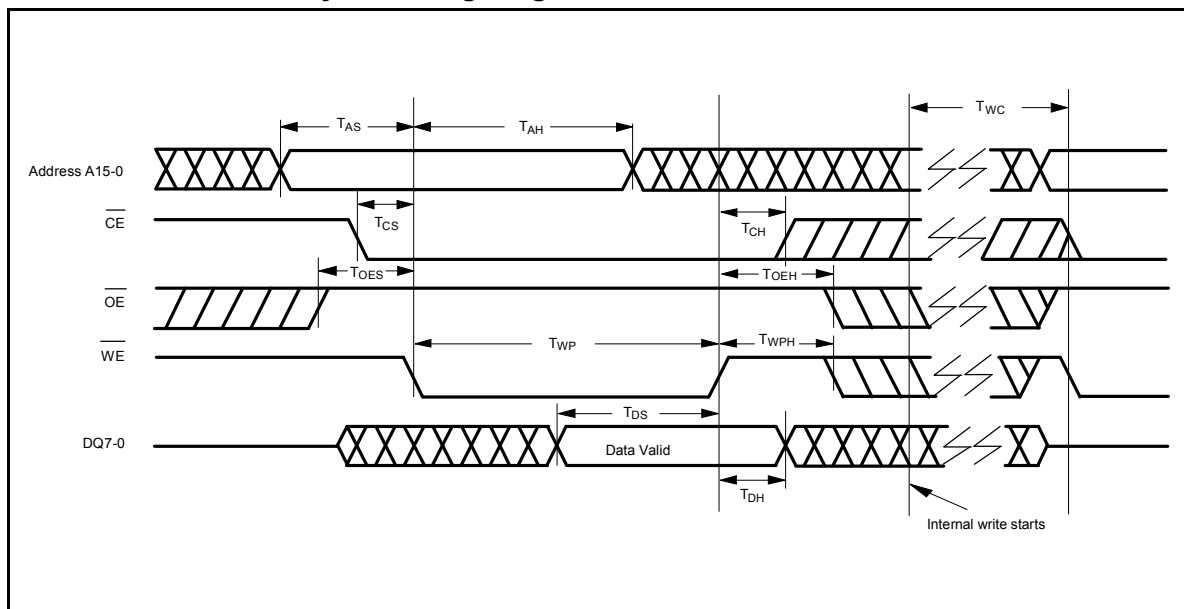 TWC
TAS
TAH
Address A15-0
TCS
CE
TCH
TOES
TOEH
OE
TWP
TWPH
WE
TDS
DQ7-0
Data Valid
TDH
Internal write starts